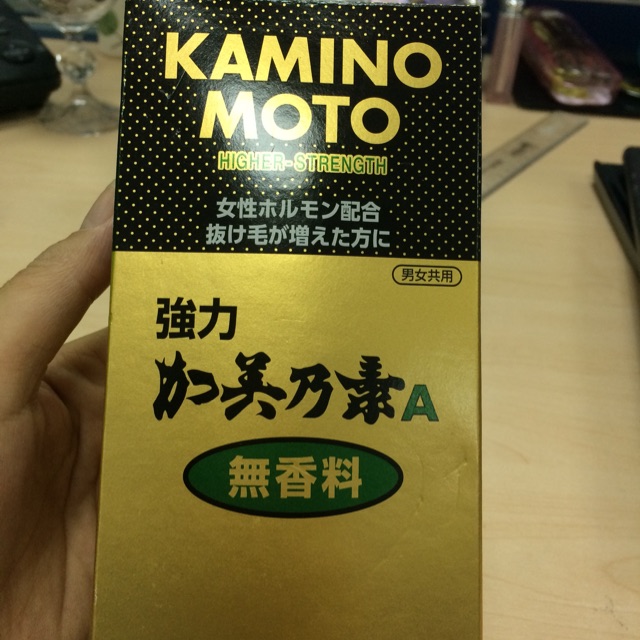 KAMINO
MOTO
HIGHER-STRENGTH
女性ホルモン配合
抜け毛が増えた方に
男女共用
強力
加美乃素A
無香料